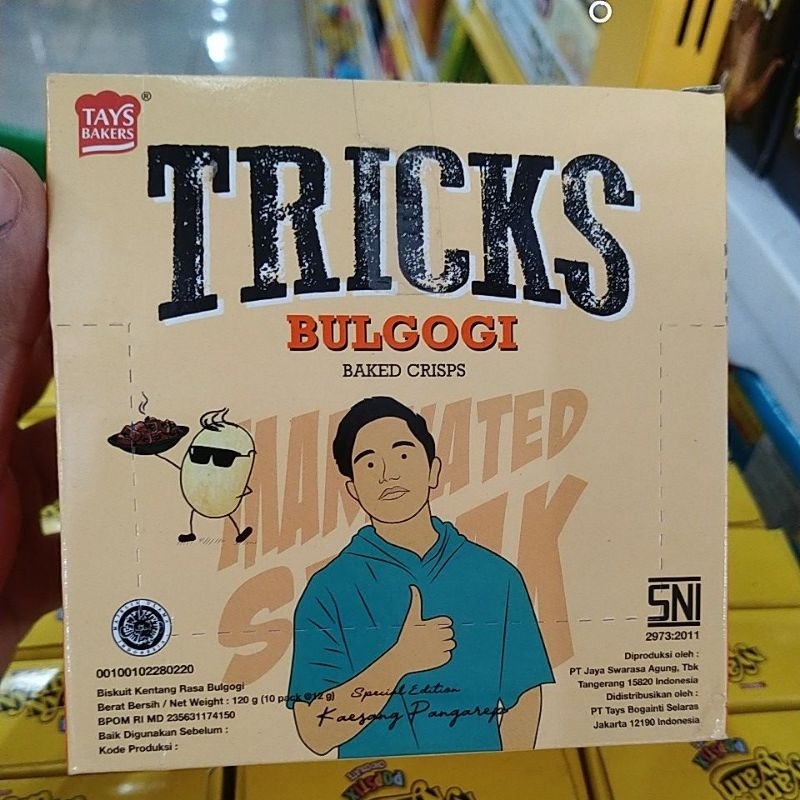 TAYS
BAKERS
®
TRICKS
BULGOGI
BAKED CRISPS
MARINATED
STEAK
SNI
2973:2011
00100102280220
Biskuit Kentang Rasa Bulgogi
Berat Bersih / Net Weight : 120 g (10 pack @12 g)
BPOM RI MD 235631174150
Baik Digunakan Sebelum :
Kode Produksi :
Special Edition
Kaesang Pangarep
Diproduksi oleh :
PT Jaya Swarasa Agung, Tbk
Tangerang 15820 Indonesia
Didistribusikan oleh :
PT Tays Bogainti Selaras
Jakarta 12190 Indonesia